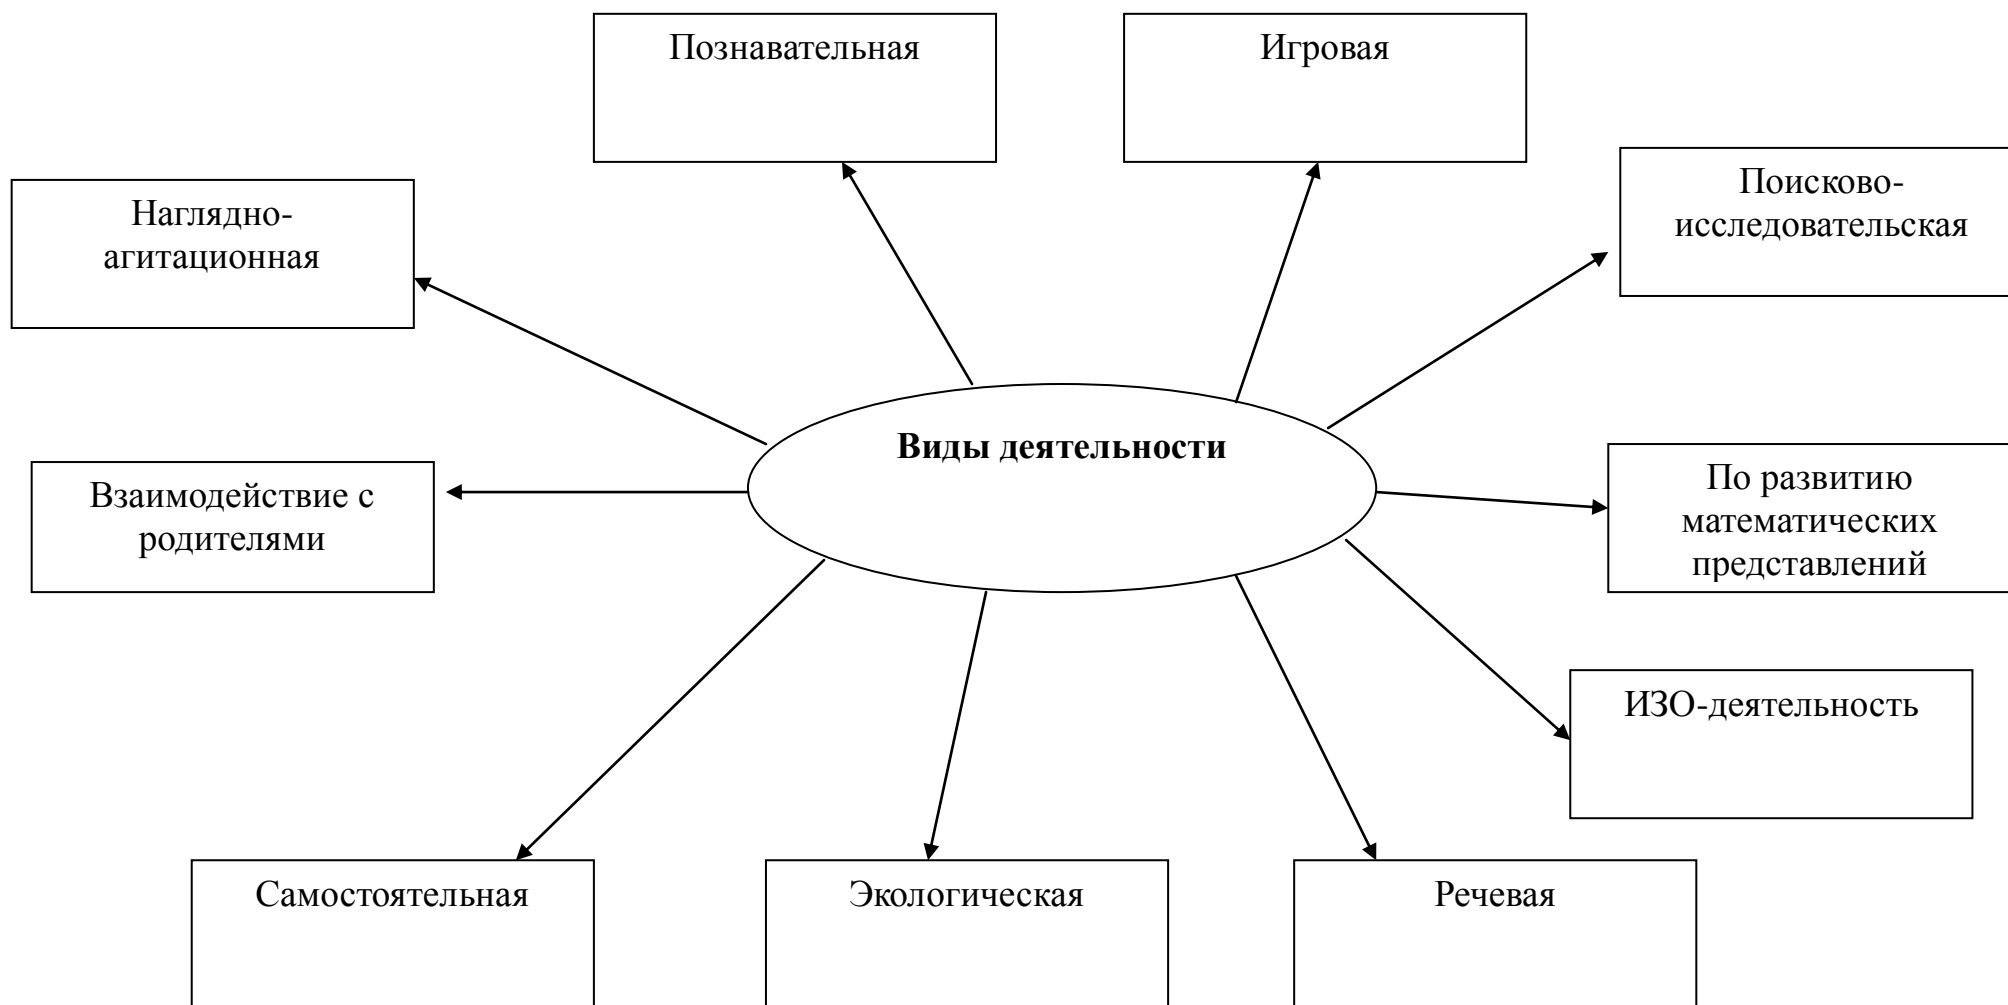 Познавательная
Игровая
Поисково-
исследовательская
Наглядно-
агитационная
Виды деятельности
Взаимодействие с
родителями
По развитию
математических
представлений
ИЗО-деятельность
Самостоятельная
Экологическая
Речевая